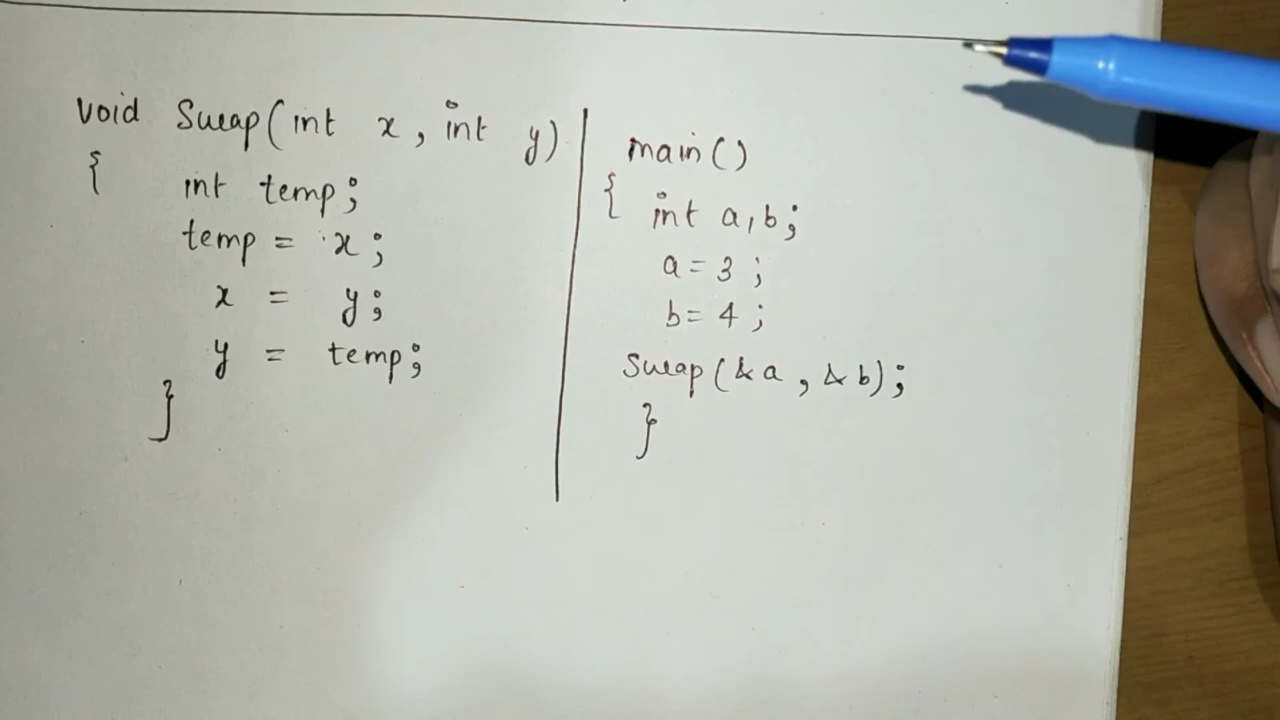 void Swap(int x, int y)
{ int temp;
temp = x;
x = y;
y = temp;
}
main()
{ int a,b;
a=3;
b=4;
Swap(&a, &b);
}